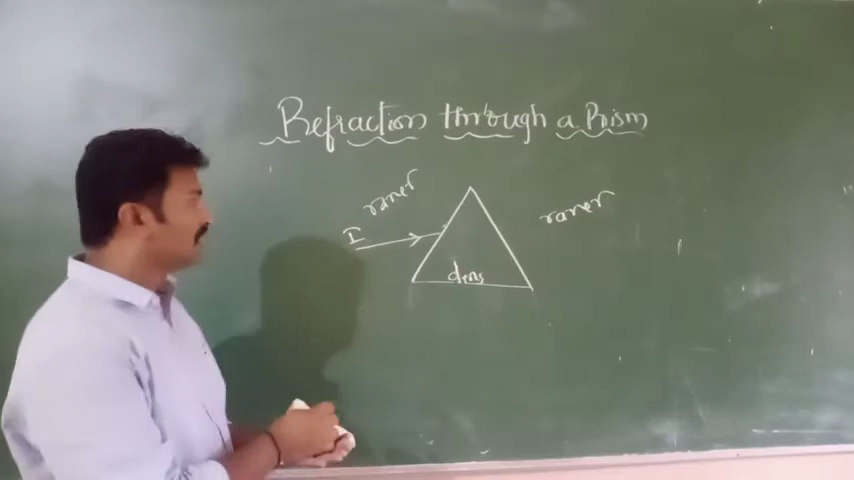 Refraction through a Prism
rarer
rarer
I
dens